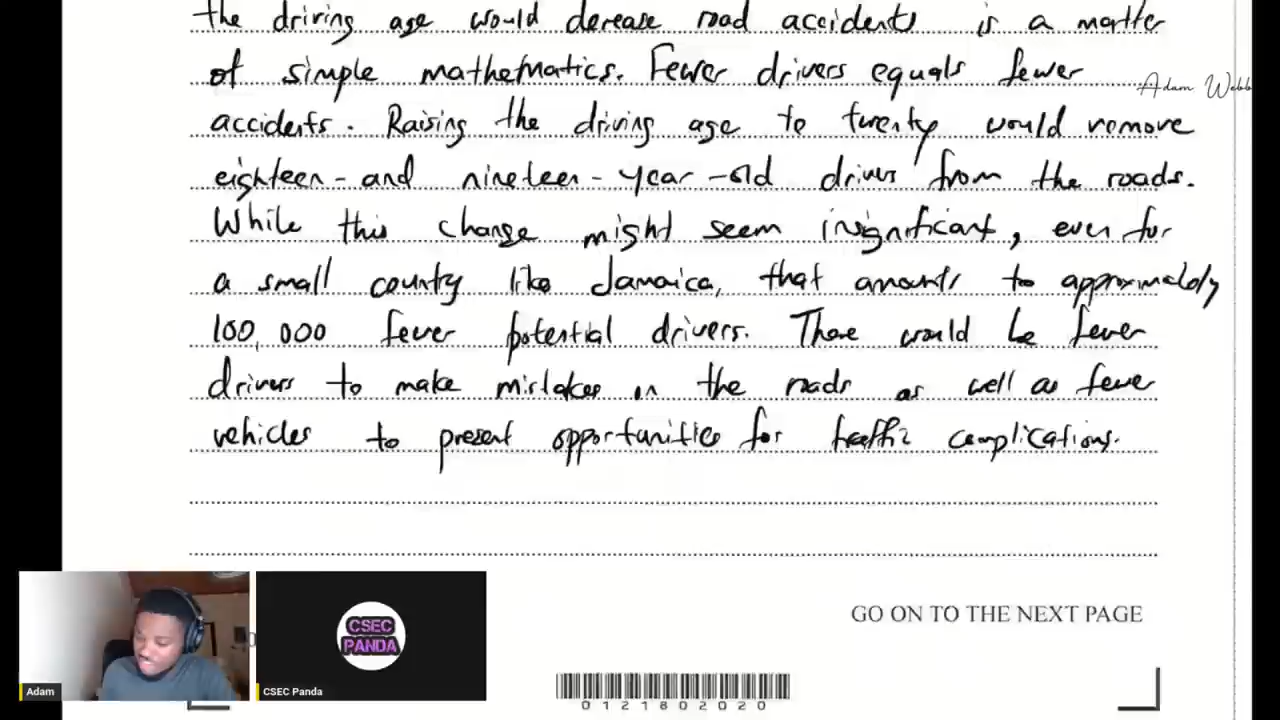 the driving age would derease road accidents is a matter
of simple mathematics. Fewer drivers equals fewer
Adam Webb
accidents. Raising the driving age to twenty would remove
eighteen-and nineteen-year-old drivers from the roads.
While this change might seem insignificant, even for
a small country like Jamaica, that amounts to approximately
100,000 fewer potential drivers. There would be fewer
drivers to make mistakes on the roads as well as fewer
vehicles to present opportunities for traffic complications.
GO ON TO THE NEXT PAGE
CSEC
PANDA
Adam
CSEC Panda
0121802020